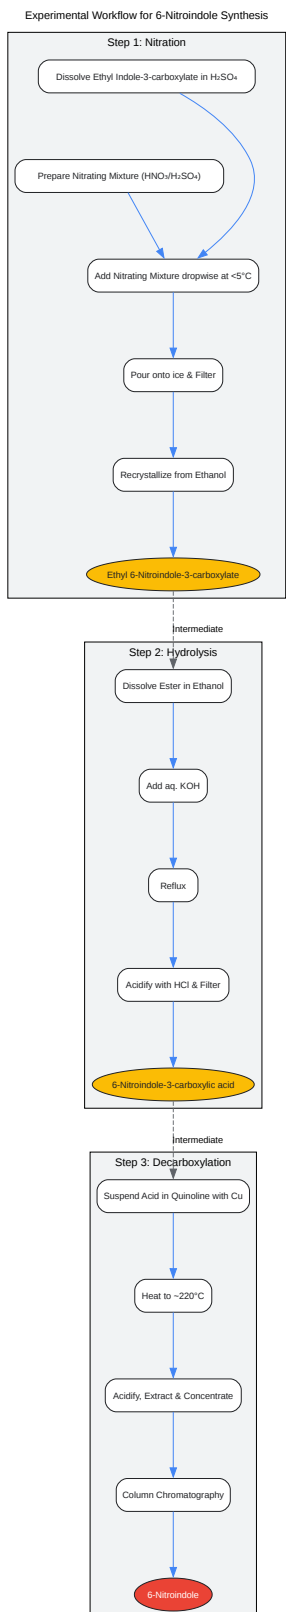 Experimental Workflow for 6-Nitroindole Synthesis
Step 1: Nitration
Dissolve Ethyl Indole-3-carboxylate in H₂SO₄
Prepare Nitrating Mixture (HNO₃/H₂SO₄)
Add Nitrating Mixture dropwise at <5°C
Pour onto ice & Filter
Recrystallize from Ethanol
Ethyl 6-Nitroindole-3-carboxylate
Intermediate
Step 2: Hydrolysis
Dissolve Ester in Ethanol
Add aq. KOH
Reflux
Acidify with HCl & Filter
6-Nitroindole-3-carboxylic acid
Intermediate
Step 3: Decarboxylation
Suspend Acid in Quinoline with Cu
Heat to ~220°C
Acidify, Extract & Concentrate
Column Chromatography
6-Nitroindole